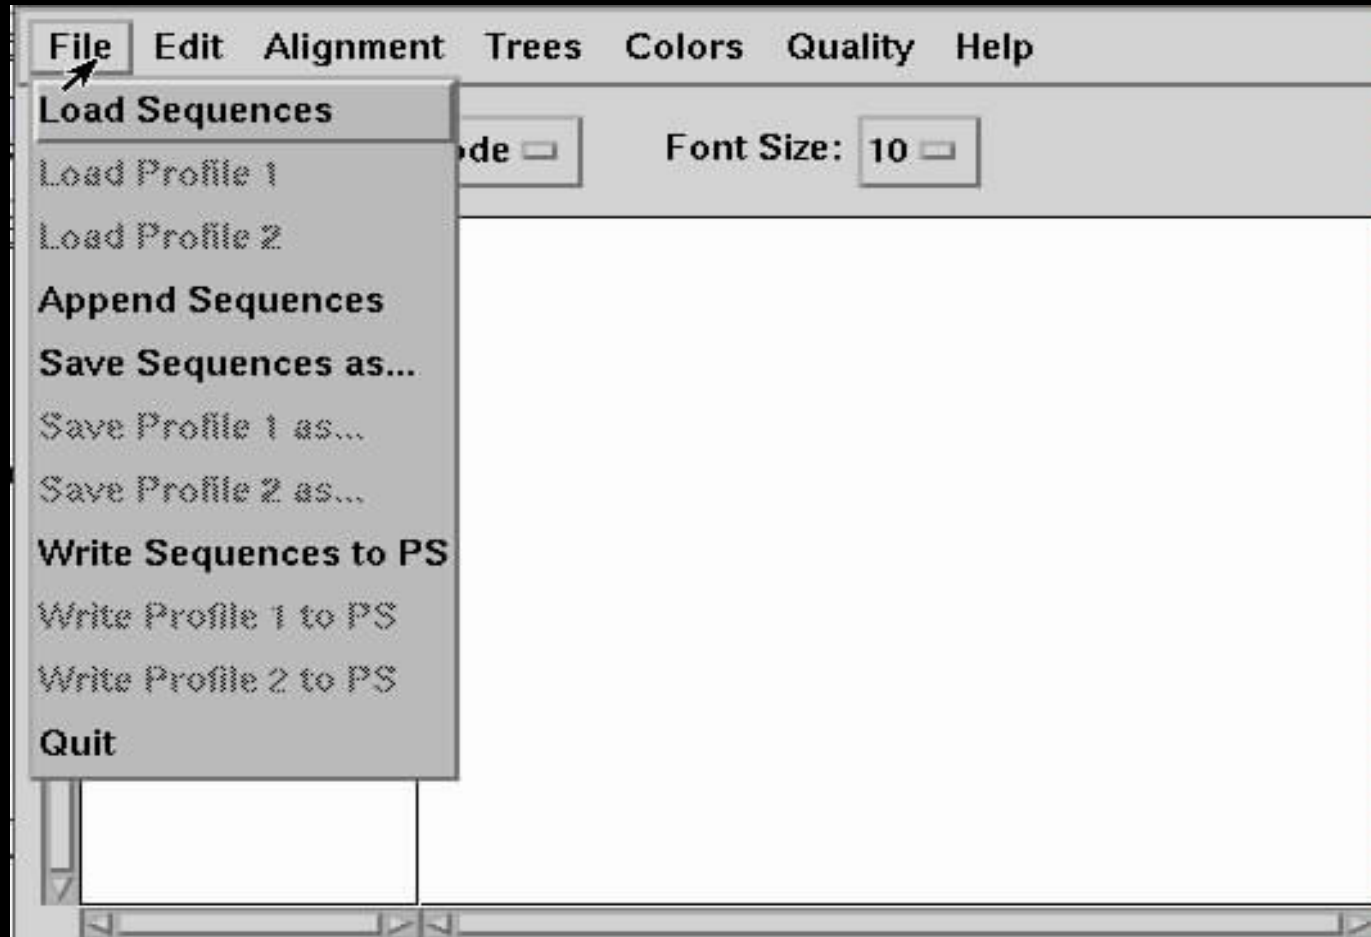 File Edit Alignment Trees Colors Quality Help
Load Sequences
ode Font Size: 10
Load Profile 1
Load Profile 2
Append Sequences
Save Sequences as...
Save Profile 1 as...
Save Profile 2 as...
Write Sequences to PS
Write Profile 1 to PS
Write Profile 2 to PS
Quit